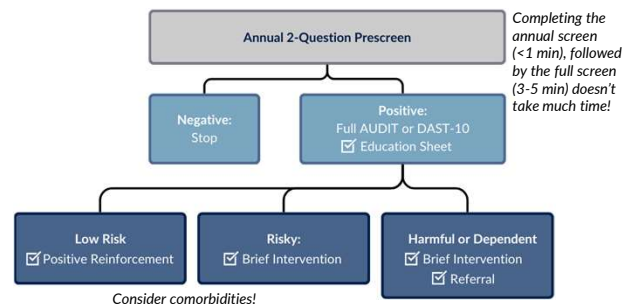 Annual 2-Question Prescreen
Completing the
annual screen
(<1 min), followed
by the full screen
(3-5 min) doesn't
take much time!
Negative:
Stop
Positive:
Full AUDIT or DAST-10
Education Sheet
Low Risk
Positive Reinforcement
Risky:
Brief Intervention
Harmful or Dependent
Brief Intervention
Referral
Consider comorbidities!